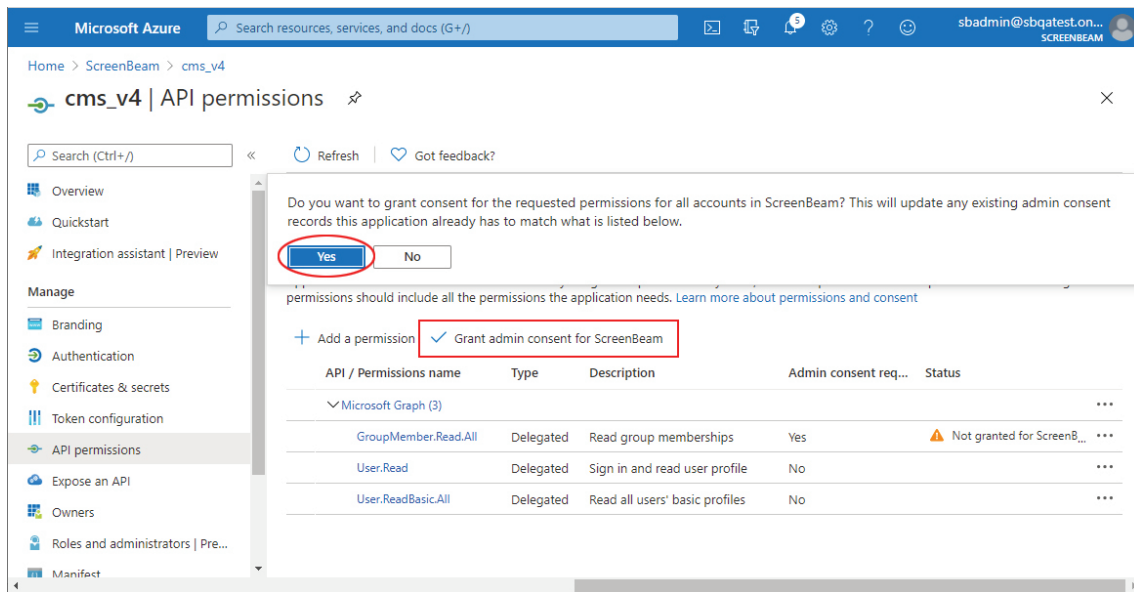 Microsoft Azure
Search resources, services, and docs (G+/)
5
sbadmin@sbqatest.on...
SCREENBEAM
Home > ScreenBeam > cms_v4
cms_v4 | API permissions
Search (Ctrl+/)
«
Refresh
Got feedback?
Overview
Quickstart
Integration assistant | Preview
Manage
Branding
Authentication
Certificates & secrets
Token configuration
API permissions
Expose an API
Owners
Roles and administrators | Pre...
Manifest
Do you want to grant consent for the requested permissions for all accounts in ScreenBeam? This will update any existing admin consent
records this application already has to match what is listed below.
Yes
No
permissions should include all the permissions the application needs. Learn more about permissions and consent
Add a permission
Grant admin consent for ScreenBeam
API / Permissions name Type Description Admin consent req... Status
Microsoft Graph (3)
GroupMember.Read.All Delegated Read group memberships Yes Not granted for ScreenB...
User.Read Delegated Sign in and read user profile No
User.ReadBasic.All Delegated Read all users' basic profiles No